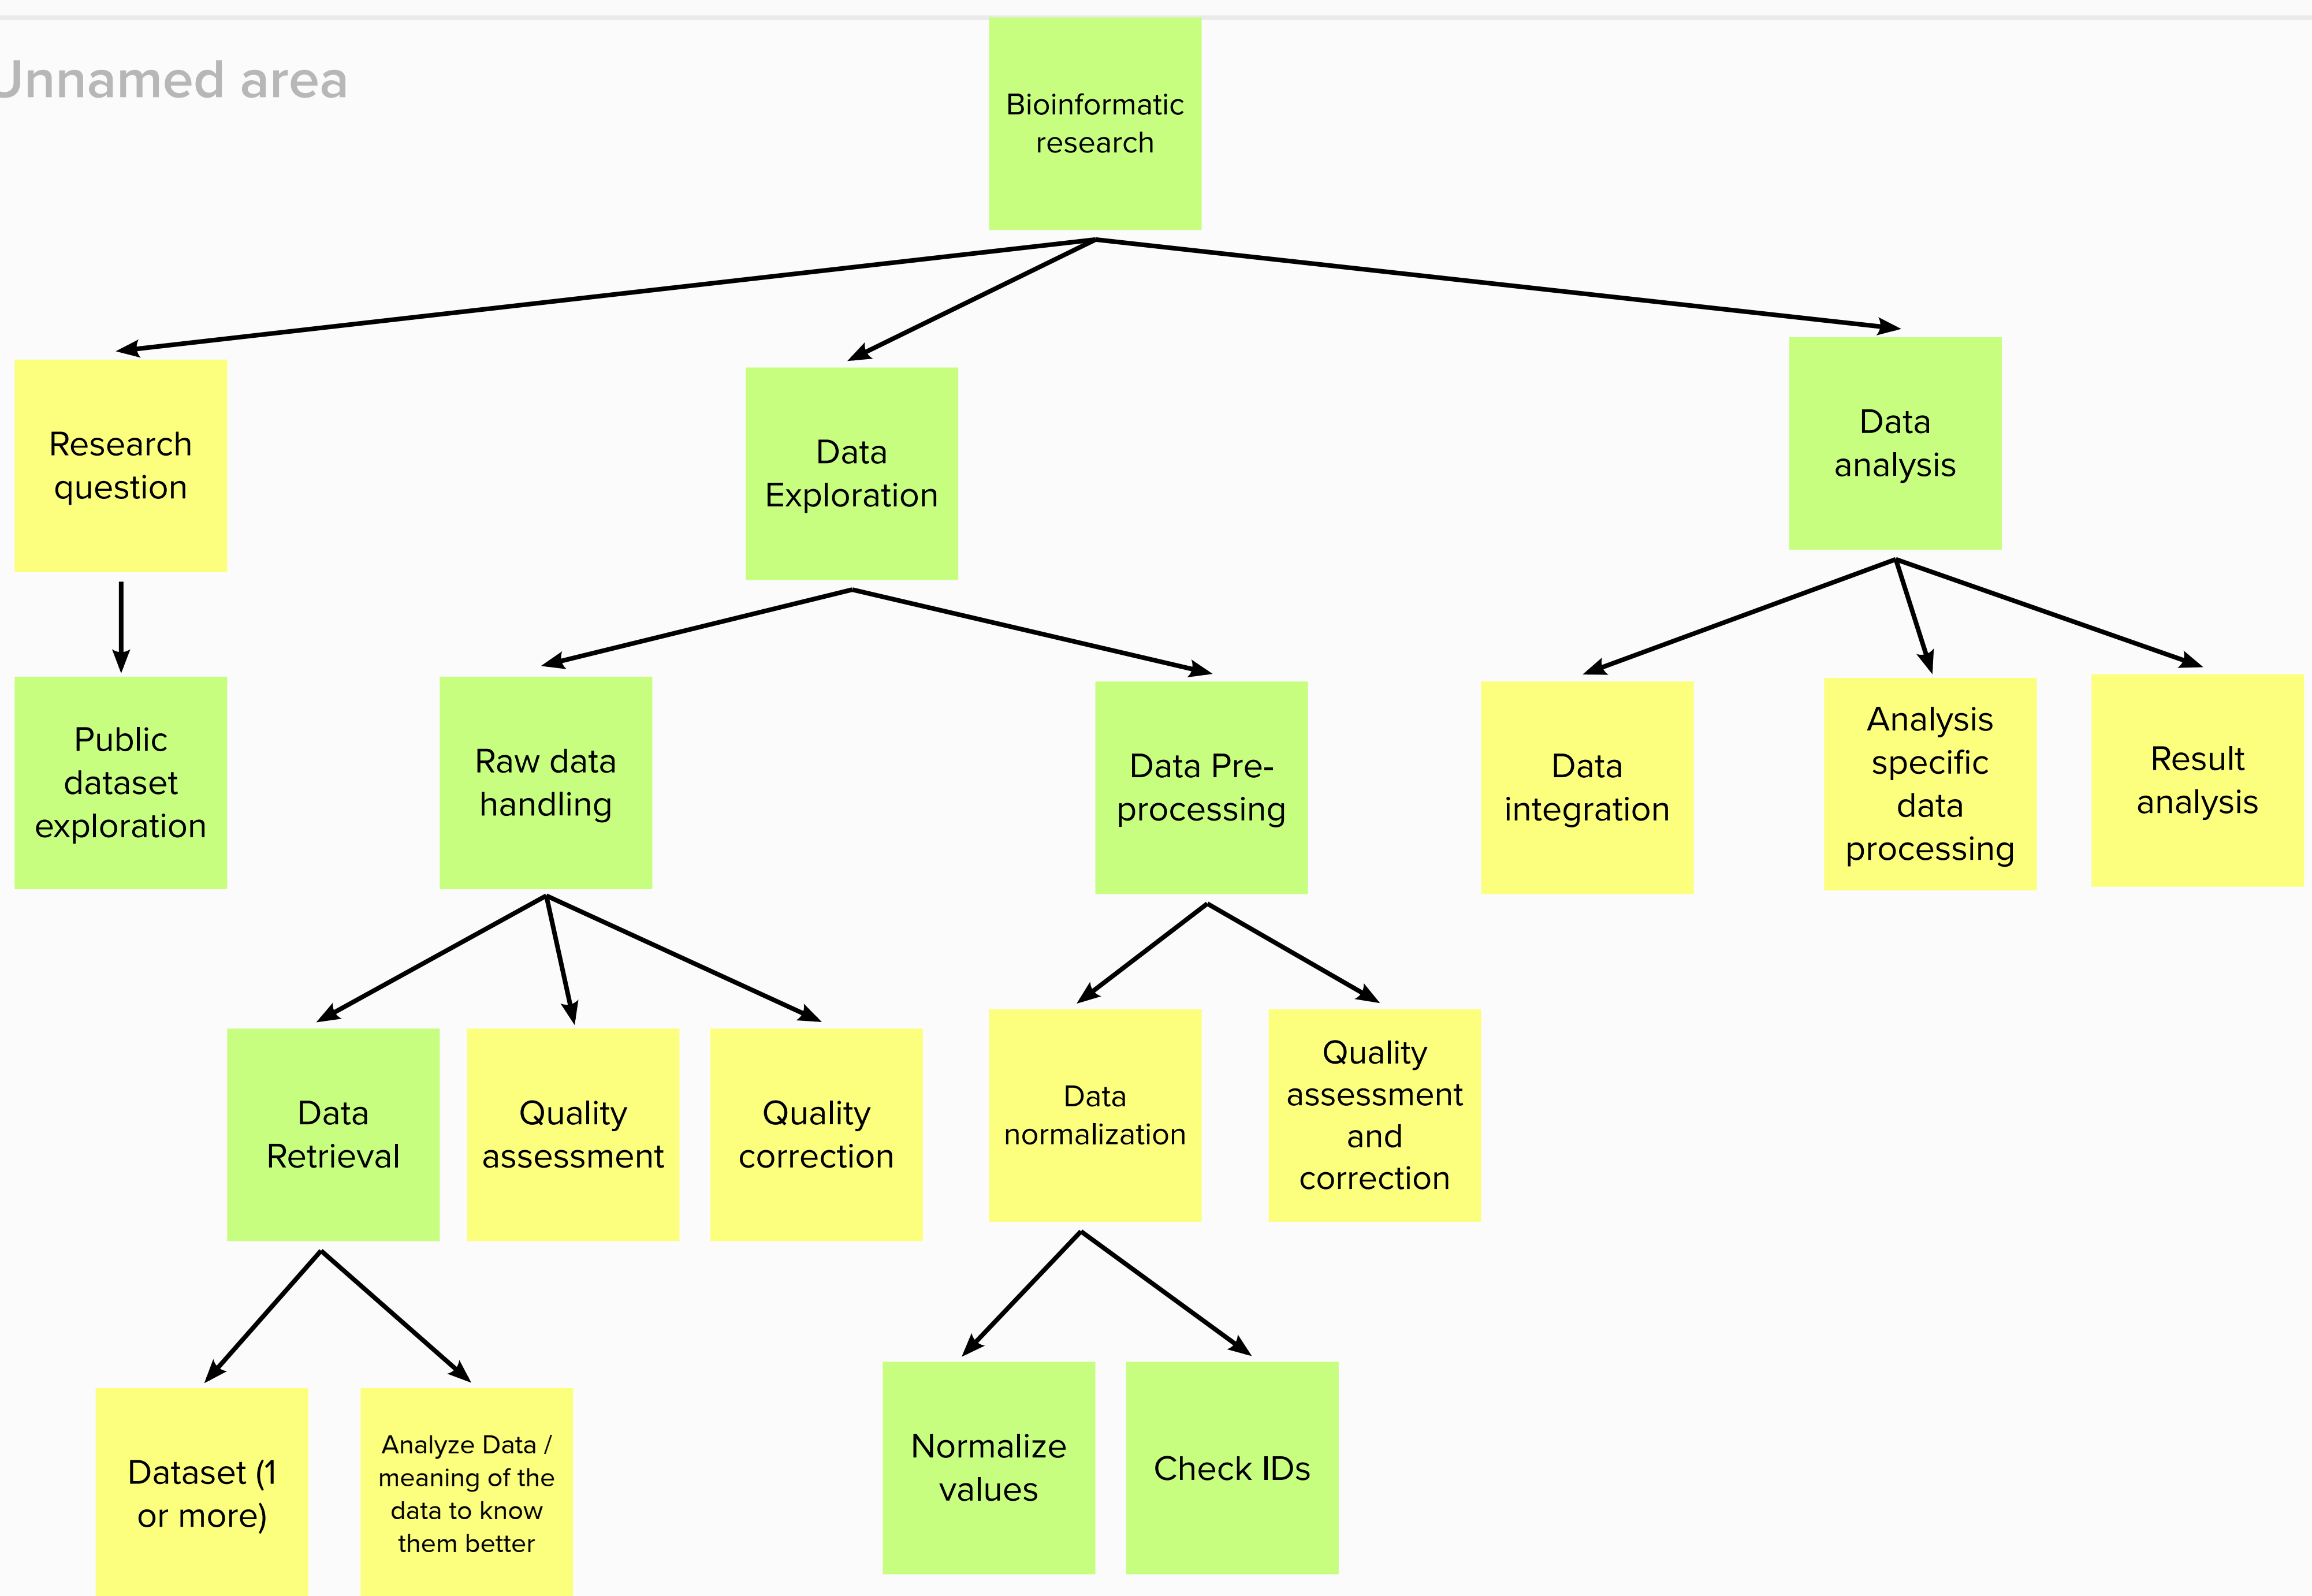 Unnamed area
Bioinformatic
research
Research
question
Data
Exploration
Data
analysis
Public
dataset
exploration
Raw data
handling
Data Pre-
processing
Data
integration
Analysis
specific
data
processing
Result
analysis
Data
Retrieval
Quality
assessment
Quality
correction
Data
normalization
Quality
assessment
and
correction
Dataset (1
or more)
Analyze Data /
meaning of the
data to know
them better
Normalize
values
Check IDs